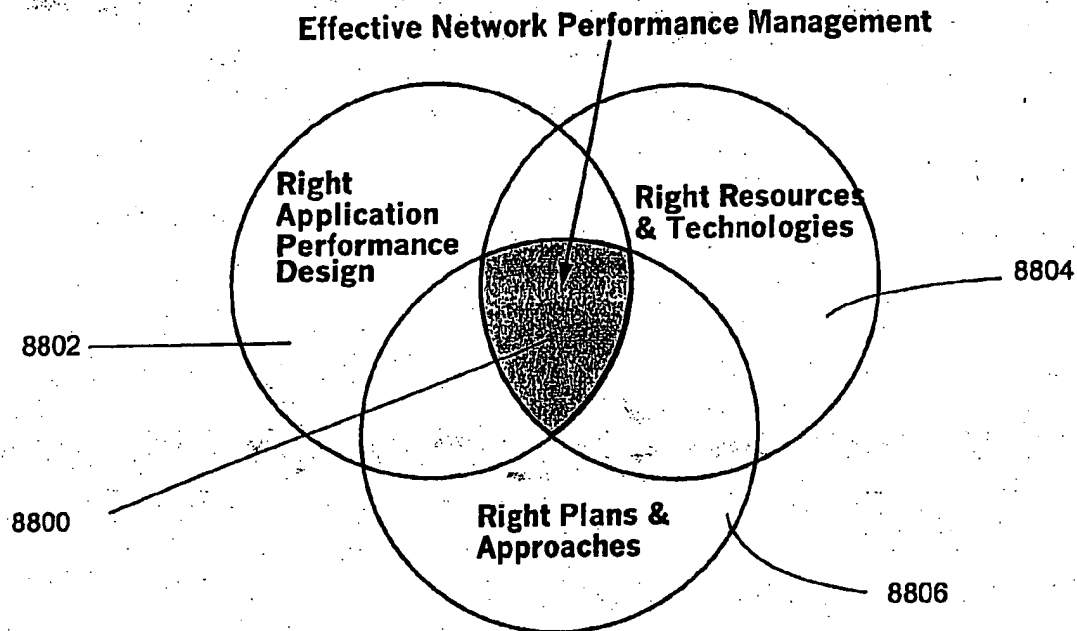 Effective Network Performance Management
Right
Application
Performance
Design
Right Resources
& Technologies
8804
8802
8800
Right Plans &
Approaches
8806